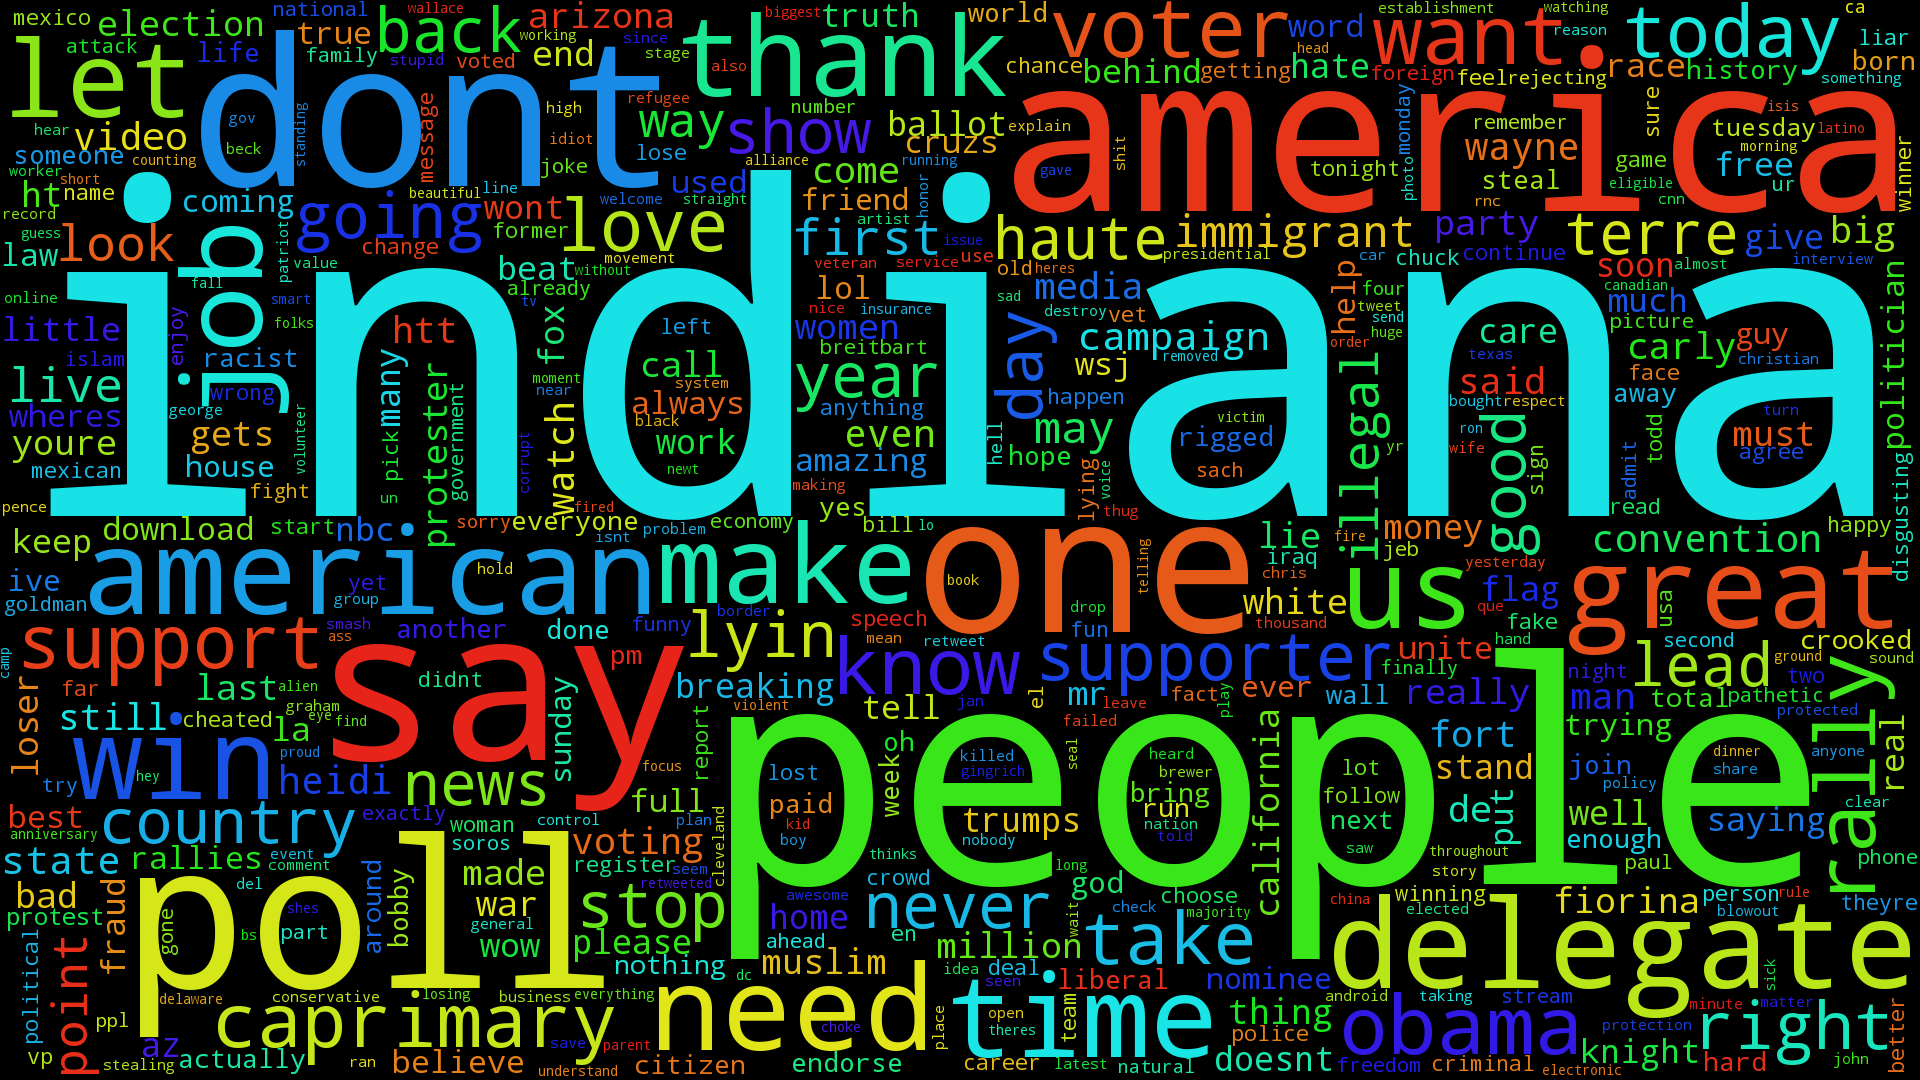 mexico
election
national
true
back
wallace
working
arizona
thank
biggest
truth
world
voter
word
establishment
watching
want
reason
today
ca
liar
born
attack
life
family
stupid
voted
since
stage
end
also
chance
behind
getting
head
hate
foreign
feel
rejecting
race
history
something
let
dont
america
hear
video
gov
beck
standing
message
high
idiot
refugee
way
show
number
ballot
explain
cruzs
shit
tonight
photo
monday
remember
wayne
steal
sure
game
tuesday
morning
isis
latino
free
winner
someone
counting
worker
short
ht
name
record
guess
law
look
coming
patriot
going
change
beautiful
line
wont
former
joke
lose
welcome
love
used
straight
alliance
come
friend
artist
first
running
honor
gave
issue
haute
immigrant
presidential
rnc
eligible
ur
cnn
party
continue
terre
give
big
interview
job
value
fall
online
smart
folks
little
enjoy
islam
racist
live
wrong
wheres
george
youre
gets
mexican
house
volunteer
fight
pence
indiana
htt
many
protester
government
pick
un
beat
already
without
movement
tv
fox
moment
near
watch
corrupt
fired
left
call
system
always
black
work
newt
veteran
service
use
lol
nice
insurance
women
breitbart
year
anything
even
amazing
making
yes
old
heres
sad
media
destroy
vet
day
wsj
campaign
removed
happen
may
hell
hope
lying
voice
thug
rigged
victim
sach
help
order
car
chuck
four
tweet
send
huge
illegal
yr
care
texas
said
bought
respect
ron
wife
good
sign
soon
almost
canadian
much
picture
carly
guy
christian
face
away
todd
admit
turn
must
agree
read
politician
disgusting
happy
keep
download
start
nbc
sorry
everyone
isnt
problem
economy
bill
lo
lie
iraq
fire
jeb
money
convention
yesterday
ive
goldman
american
hold
yet
group
make
one
book
telling
drop
fun
chris
white
thousand
us
que
flag
fake
hand
usa
great
second
crooked
ground
sound
camp
support
smash
ass
another
done
funny
border
lyin
speech
mean
retweet
know
supporter
unite
finally
really
night
man
lead
total
two
pathetic
protected
loser
far
last
alien
graham
eye
find
still
cheated
la
say
didnt
pm
sunday
breaking
violent
tell
jan
el
mr
leave
fact
failed
play
ever
wall
fort
stand
trying
join
policy
real
rally
try
win
hey
proud
heidi
news
focus
report
full
oh
week
people
lost
paid
kid
boy
killed
gingrich
seal
run
trumps
nobody
heard
brewer
bring
nation
told
california
lot
follow
next
saw
det
put
well
enough
dinner
share
anyone
saying
clear
best
anniversary
country
exactly
woman
soros
control
plan
voting
cleveland
thinks
long
throughout
story
paul
phone
state
rallies
event
comment
del
around
bobby
made
war
general
wow
register
seem
retweeted
stop
please
nothing
awesome
home
ahead
crowd
never
en
god
wait
check
choose
majority
china
winning
elected
fiorina
person
rule
blowout
theyre
bad
protest
fraud
gone
bs
shes
part
poll
dc
muslim
million
idea
seen
deal
take
liberal
nominee
delegate
sick
political
point
delaware
conservative
losing
business
everything
need
choke
place
open
theres
time
team
thing
android
taking
stream
minute
matter
better
ppl
caprimary
police
obama
protection
right
vp
stealing
az
actually
ran
believe
save
understand
parent
citizen
endorse
career
latest
natural
doesnt
freedom
criminal
electronic
knight
hard
john